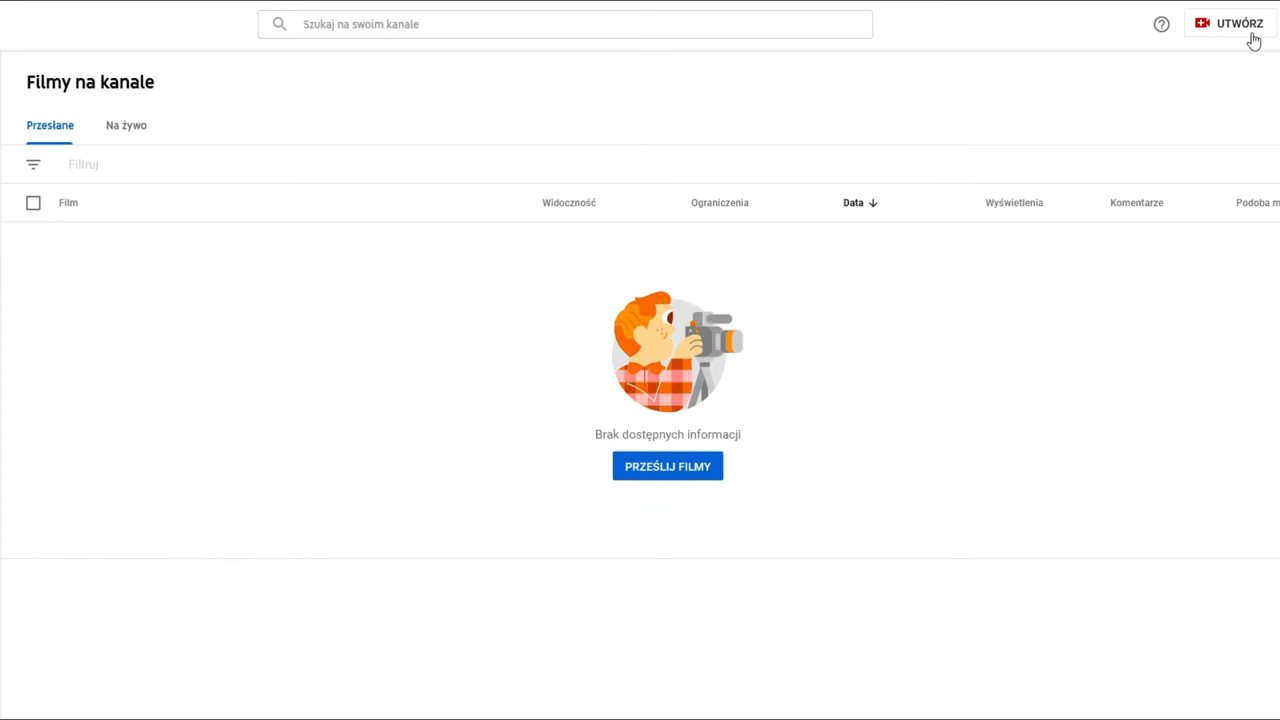 Szukaj na swoim kanale
UTWÓRZ
Filmy na kanale
Przesłane
Na żywo
Filtruj
Film
Widoczność
Ograniczenia
Data
Wyświetlenia
Komentarze
Podoba m
Brak dostępnych informacji
PRZEŚLIJ FILMY